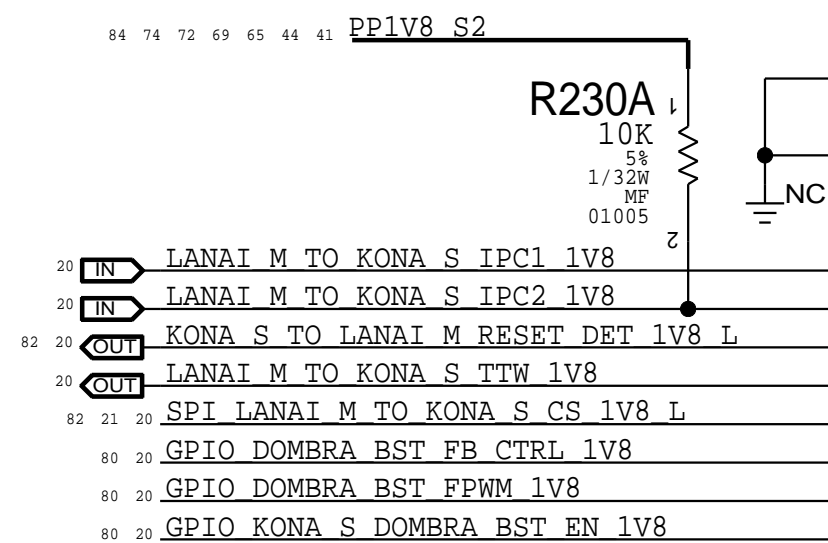 84 74 72 69 65 44 41 PP1V8_S2
R230A 1
10K
5%
1/32W
MF
01005
NC
2
20 IN LANAI_M_TO_KONA_S_IPC1_1V8
20 IN LANAI_M_TO_KONA_S_IPC2_1V8
82 20 OUT KONA_S_TO_LANAI_M_RESET_DET_1V8_L
20 OUT LANAI_M_TO_KONA_S_TTW_1V8
82 21 20 SPI_LANAI_M_TO_KONA_S_CS_1V8_L
80 20 GPIO_DOMBRA_BST_FB_CTRL_1V8
80 20 GPIO_DOMBRA_BST_FPWM_1V8
80 20 GPIO_KONA_S_DOMBRA_BST_EN_1V8